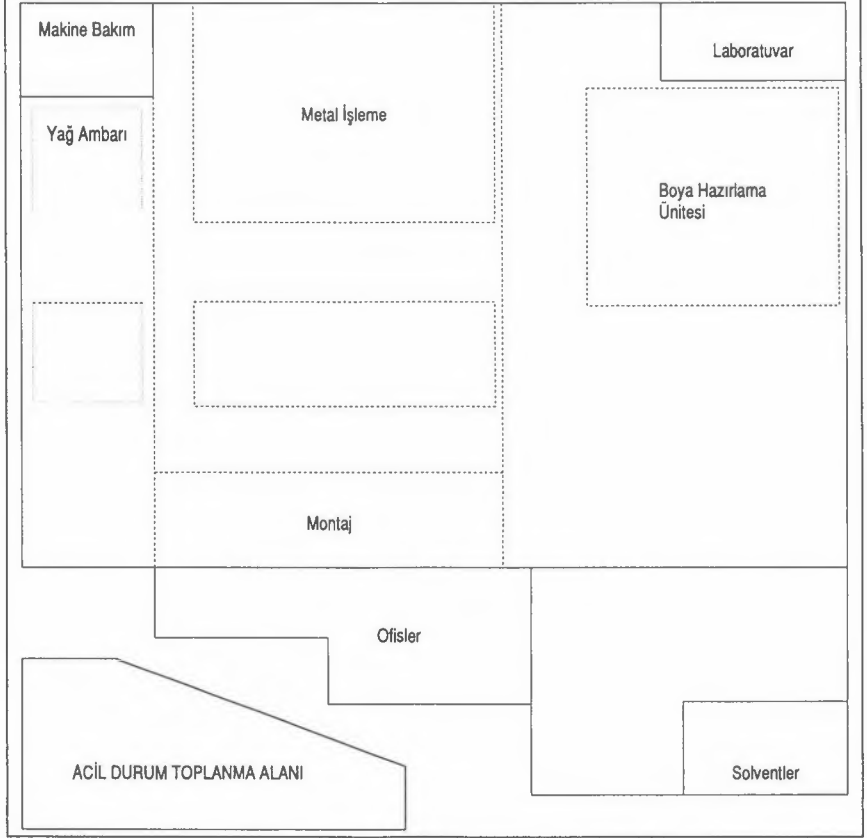 Makine Bakım
Laboratuvar
Metal İşleme
Yağ Ambarı
Boya Hazırlama
Ünitesi
Montaj
Ofisler
ACİL DURUM TOPLANMA ALANI
Solventler